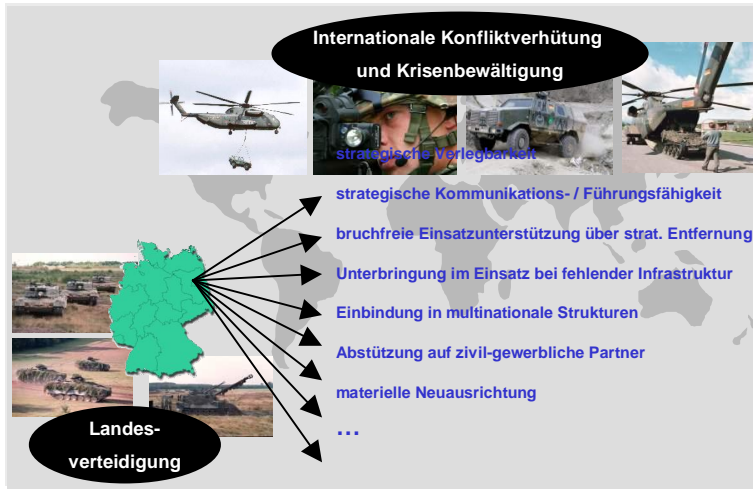 Internationale Konfliktverhütung
und Krisenbewältigung
strategische Verlegbarkeit
strategische Kommunikations- / Führungsfähigkeit
bruchfreie Einsatzunterstützung über strat. Entfernung
Unterbringung im Einsatz bei fehlender Infrastruktur
Einbindung in multinationale Strukturen
Abstützung auf zivil-gewerbliche Partner
materielle Neuausrichtung
...
Landes-
verteidigung